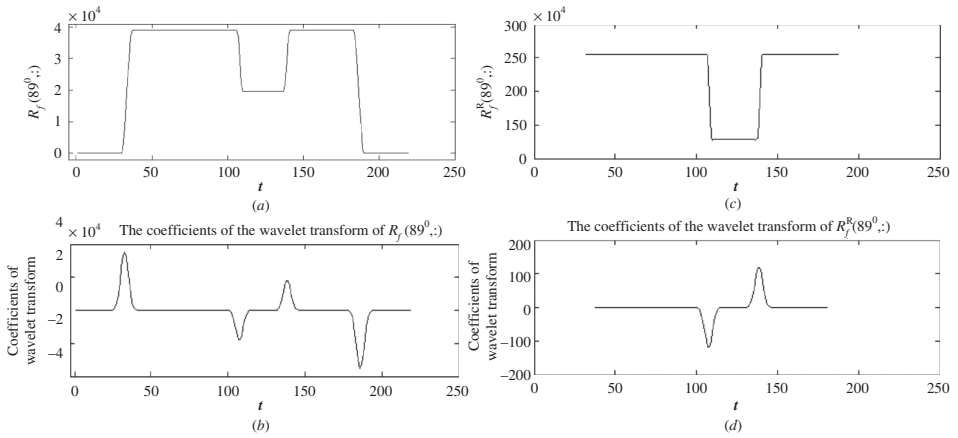 × 10⁴
4
3
2
1
0
R_f (89⁰,:)
0 50 100 150 200 250
t
(a)
× 10⁴
300
250
200
150
100
50
0
R_f^R (89⁰,:)
0 50 100 150 200 250
t
(c)
The coefficients of the wavelet transform of R_f (89⁰,:)
× 10⁴
4
2
0
−2
−4
Coefficients of
wavelet transform
0 50 100 150 200 250
t
(b)
The coefficients of the wavelet transform of R_f^R(89⁰,:)
200
100
0
−100
−200
Coefficients of
wavelet transform
0 50 100 150 200 250
t
(d)